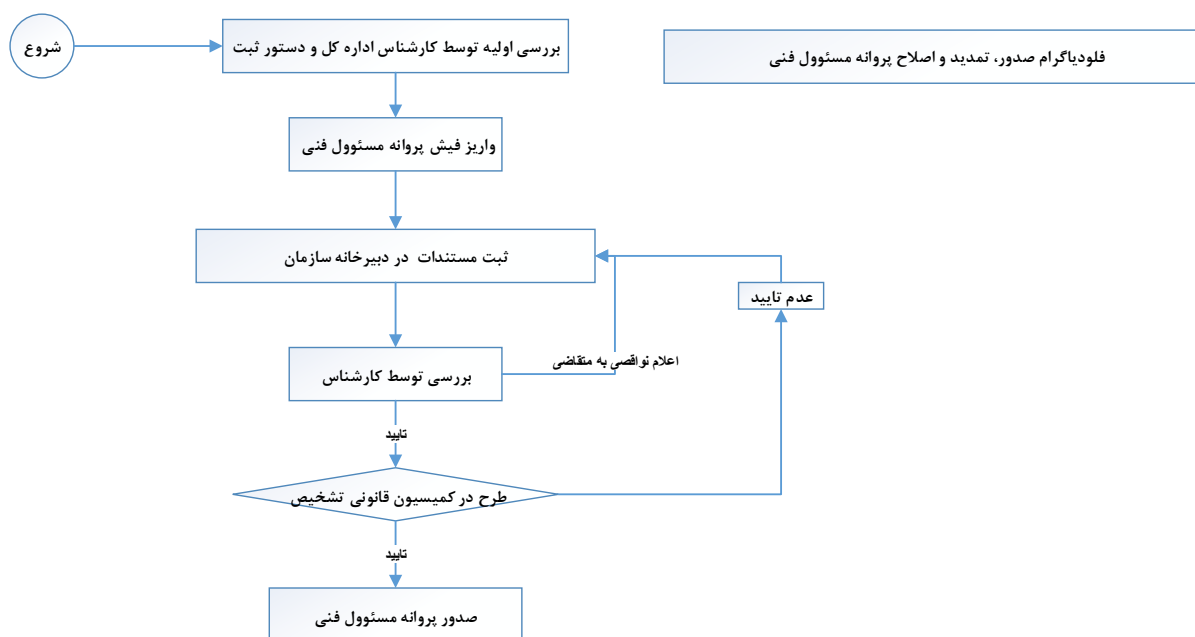 فلودیاگرام صدور، تمدید و اصلاح پروانه مسئوول فنی
شروع
بررسی اولیه توسط کارشناس اداره کل و دستور ثبت
واریز فیش پروانه مسئوول فنی
ثبت مستندات در دبیرخانه سازمان
عدم تایید
اعلام نواقصی به متقاضی
بررسی توسط کارشناس
تایید
طرح در کمیسیون قانونی تشخیص
تایید
صدور پروانه مسئوول فنی